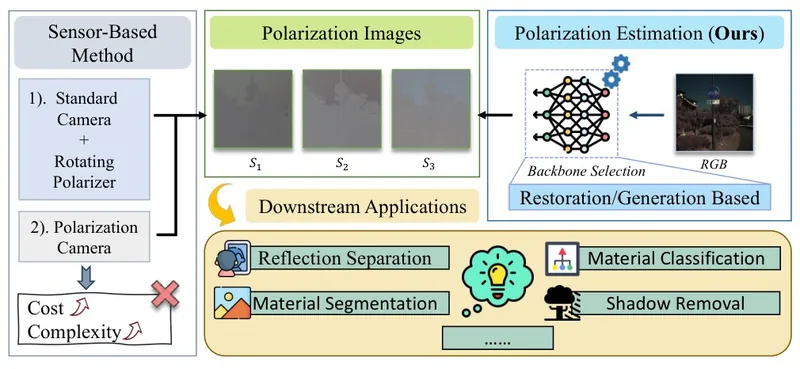 Sensor-Based
Method
1). Standard
Camera
+
Rotating
Polarizer
2). Polarization
Camera
Cost
Complexity
Polarization Images
S₁
S₂
S₃
Polarization Estimation (Ours)
Backbone Selection
RGB
Restoration/Generation Based
Downstream Applications
Reflection Separation
Material Classification
Material Segmentation
Shadow Removal
......